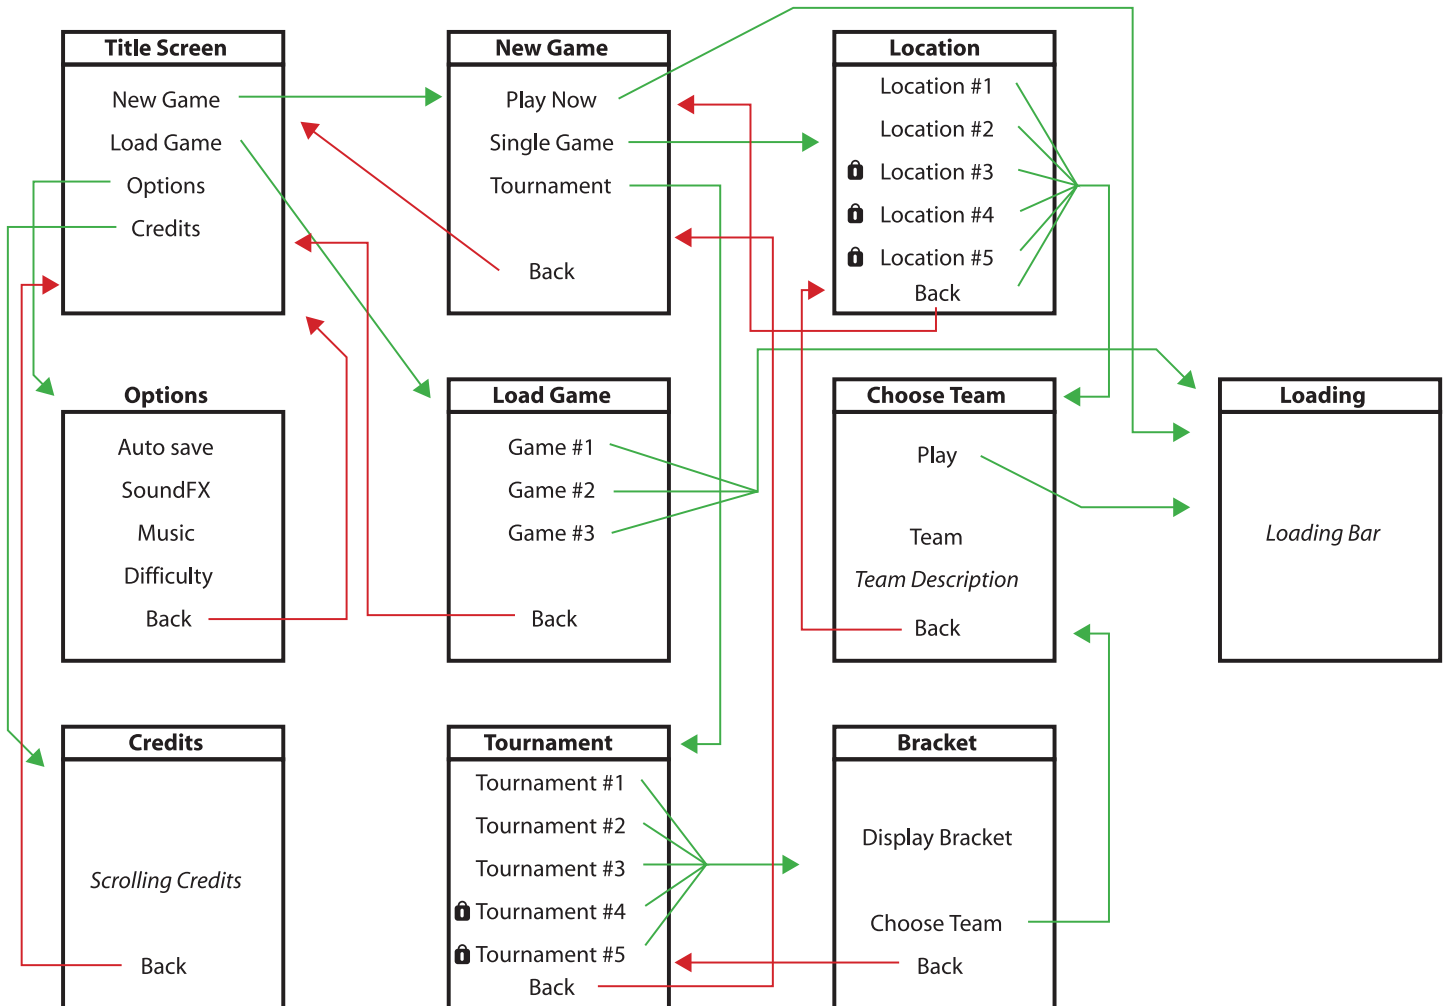 Title Screen
New Game
Load Game
Options
Credits
New Game
Play Now
Single Game
Tournament
Back
Location
Location #1
Location #2
Location #3
Location #4
Location #5
Back
Options
Auto save
SoundFX
Music
Difficulty
Back
Load Game
Game #1
Game #2
Game #3
Back
Choose Team
Play
Team
Team Description
Back
Loading
Loading Bar
Credits
Scrolling Credits
Back
Tournament
Tournament #1
Tournament #2
Tournament #3
Tournament #4
Tournament #5
Back
Bracket
Display Bracket
Choose Team
Back